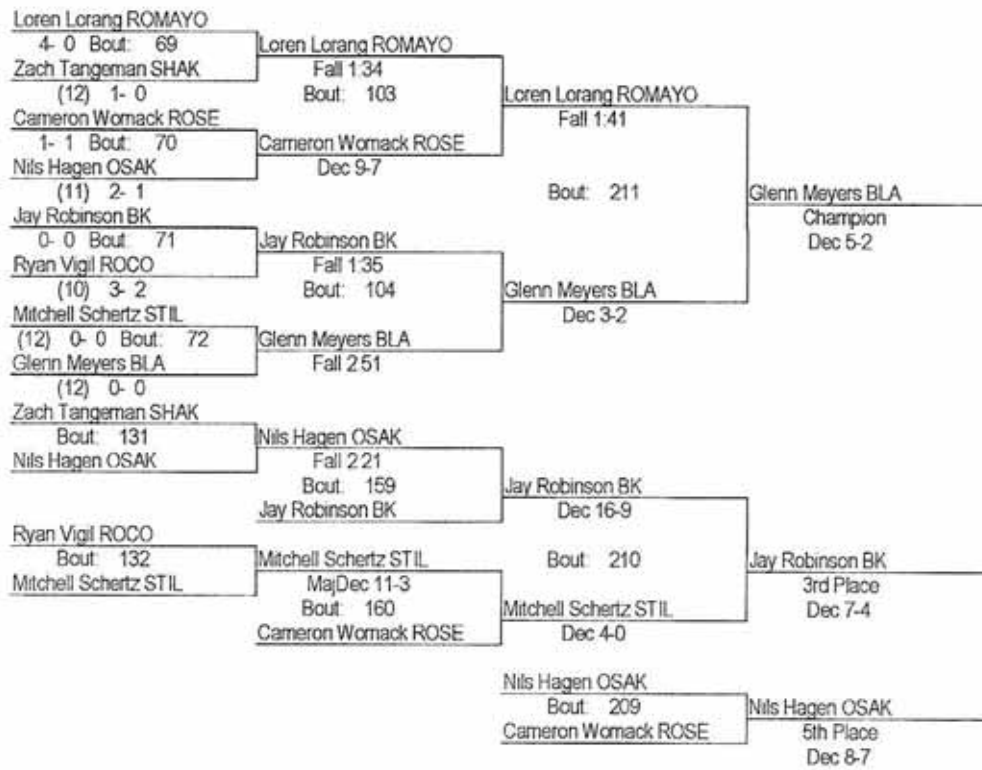 Loren Lorang ROMAYO
4- 0 Bout: 69
Zach Tangeman SHAK
(12) 1- 0
Cameron Womack ROSE
1- 1 Bout: 70
Nils Hagen OSAK
(11) 2- 1
Jay Robinson BK
0- 0 Bout: 71
Ryan Vigil ROCO
(10) 3- 2
Mitchell Schertz STIL
(12) 0- 0 Bout: 72
Glenn Meyers BLA
(12) 0- 0
Zach Tangeman SHAK
Bout: 131
Nils Hagen OSAK
Ryan Vigil ROCO
Bout: 132
Mitchell Schertz STIL
Loren Lorang ROMAYO
Fall 1:34
Bout: 103
Cameron Womack ROSE
Dec 9-7
Jay Robinson BK
Fall 1:35
Bout: 104
Glenn Meyers BLA
Fall 2:51
Nils Hagen OSAK
Fall 2:21
Bout: 159
Jay Robinson BK
Mitchell Schertz STIL
MajDec 11-3
Bout: 160
Cameron Womack ROSE
Loren Lorang ROMAYO
Fall 1:41
Bout: 211
Glenn Meyers BLA
Dec 3-2
Jay Robinson BK
Dec 16-9
Bout: 210
Mitchell Schertz STIL
Dec 4-0
Nils Hagen OSAK
Bout: 209
Cameron Womack ROSE
Glenn Meyers BLA
Champion
Dec 5-2
Jay Robinson BK
3rd Place
Dec 7-4
Nils Hagen OSAK
5th Place
Dec 8-7